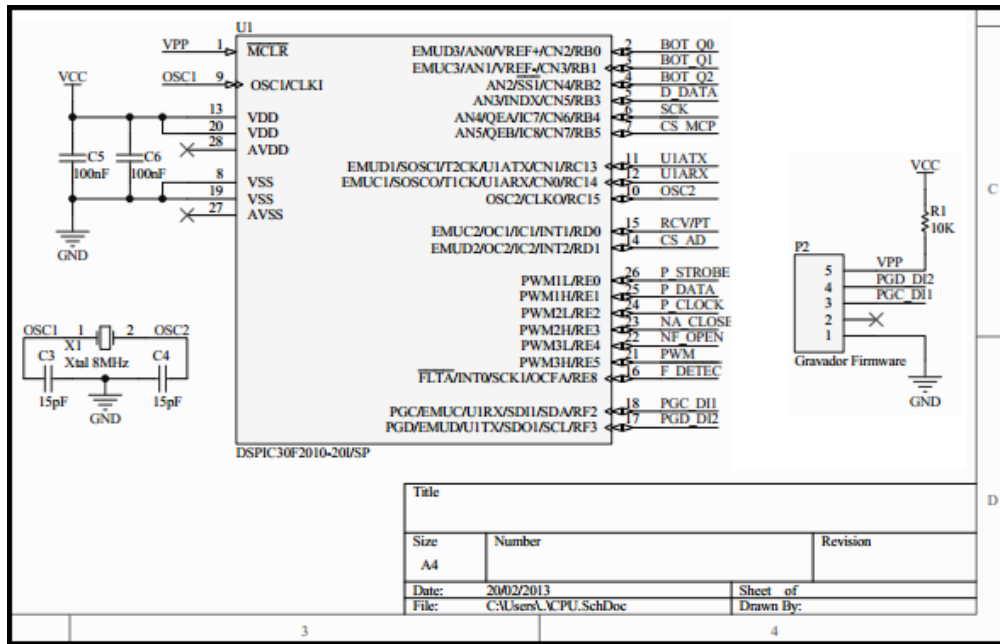 U1
VPP 1 MCLR
OSC1 9 OSC1/CLKI
VCC
13 VDD
20 VDD
28 AVDD
C5
100nF
C6
100nF
8 VSS
19 VSS
27 AVSS
GND
EMUD3/AN0/VREF+/CN2/RB0 2 BOT_Q0
EMUC3/AN1/VREF-/CN3/RB1 3 BOT_Q1
AN2/SS1/CN4/RB2 4 BOT_Q2
AN3/INDX/CN5/RB3 5 D_DATA
AN4/QEA/IC7/CN6/RB4 6 SCK
AN5/QEB/IC8/CN7/RB5 7 CS_MCP
EMUD1/SOSCI/T2CK/U1ATX/CN1/RC13 11 U1ATX
EMUC1/SOSCO/T1CK/U1ARX/CN0/RC14 12 U1ARX
OSC2/CLKO/RC15 10 OSC2
EMUC2/OC1/IC1/INT1/RD0 15 RCV/PT
EMUD2/OC2/IC2/INT2/RD1 14 CS_AD
PWM1L/RE0 26 P_STROBE
PWM1H/RE1 25 P_DATA
PWM2L/RE2 24 P_CLOCK
PWM2H/RE3 23 NA_CLOSE
PWM3L/RE4 22 NF_OPEN
PWM3H/RE5 21 PWM
FLTA/INT0/SCK1/OCFA/RE8 16 F_DETEC
PGC/EMUC/U1RX/SDI1/SDA/RF2 18 PGC_DI1
PGD/EMUD/U1TX/SDO1/SCL/RF3 17 PGD_DI2
DSPIC30F2010-20I/SP
OSC1 1 2 OSC2
X1
Xtal 8MHz
C3
15pF
C4
15pF
GND
VCC
R1
10K
P2
5 VPP
4 PGD_DI2
3 PGC_DI1
2
1
Gravador Firmware
GND
C
D
Title
Size Number Revision
A4
Date: 20/02/2013 Sheet of
File: C:\Users\..\CPU.SchDoc Drawn By:
3 4